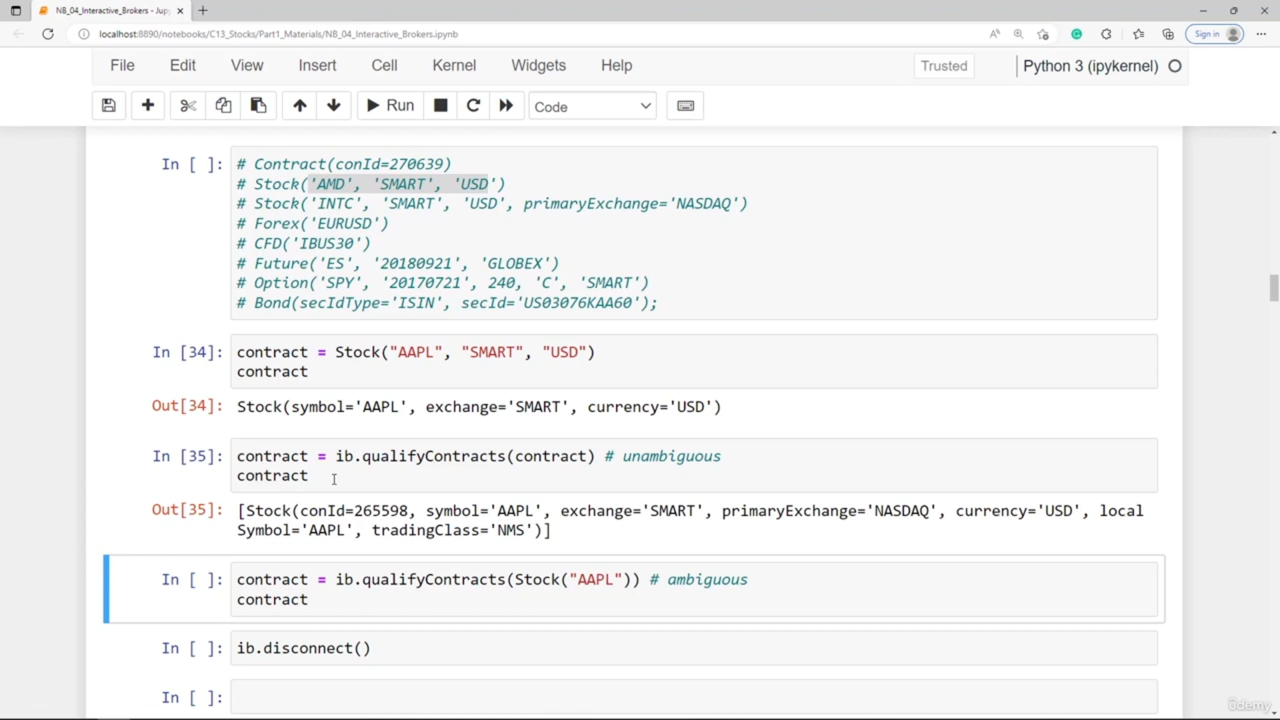 NB_04_Interactive_Brokers - Jup
localhost:8890/notebooks/C13_Stocks/Part1_Materials/NB_04_Interactive_Brokers.ipynb
Sign in
File Edit View Insert Cell Kernel Widgets Help
Trusted
Python 3 (ipykernel)
Run
Code
In [ ]: # Contract(conId=270639)
# Stock('AMD', 'SMART', 'USD')
# Stock('INTC', 'SMART', 'USD', primaryExchange='NASDAQ')
# Forex('EURUSD')
# CFD('IBUS30')
# Future('ES', '20180921', 'GLOBEX')
# Option('SPY', '20170721', 240, 'C', 'SMART')
# Bond(secIdType='ISIN', secId='US03076KAA60');
In [34]: contract = Stock("AAPL", "SMART", "USD")
contract
Out[34]: Stock(symbol='AAPL', exchange='SMART', currency='USD')
In [35]: contract = ib.qualifyContracts(contract) # unambiguous
contract
Out[35]: [Stock(conId=265598, symbol='AAPL', exchange='SMART', primaryExchange='NASDAQ', currency='USD', local
Symbol='AAPL', tradingClass='NMS')]
In [ ]: contract = ib.qualifyContracts(Stock("AAPL")) # ambiguous
contract
In [ ]: ib.disconnect()
In [ ]:
ûdemy